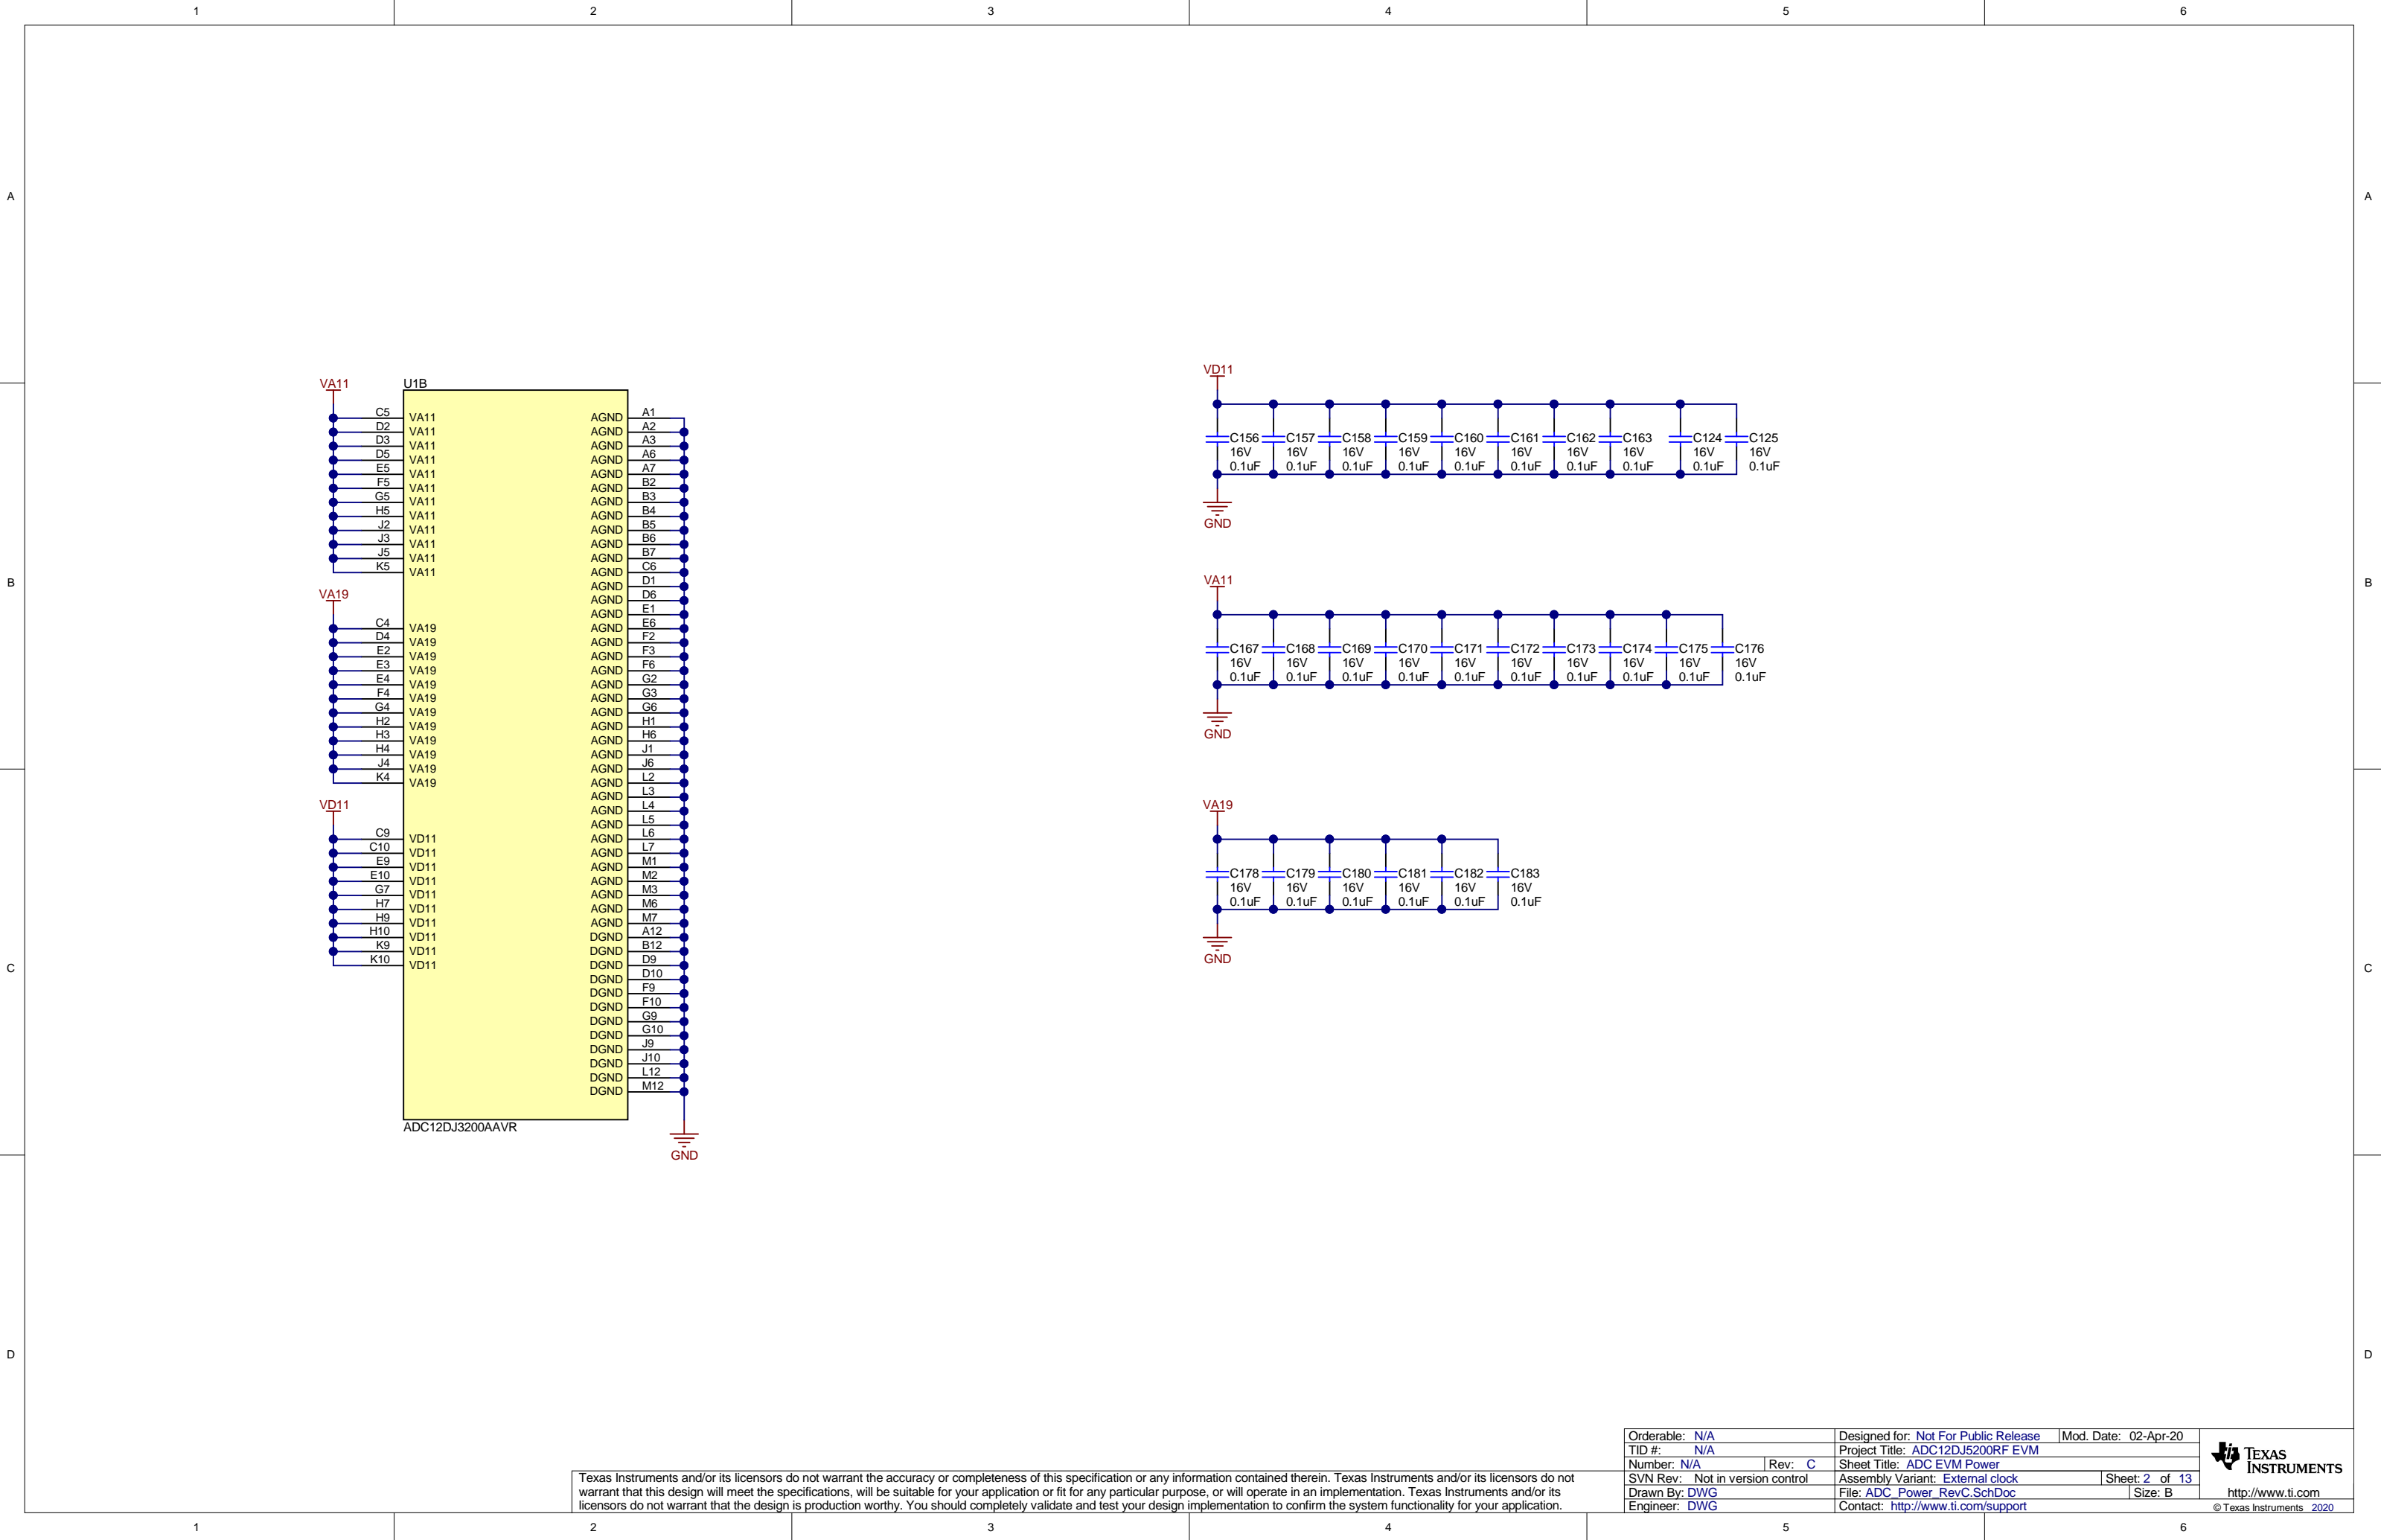 1 2 3 4 5 6
A A
B B
C C
D D
VA11
U1B
C5 VA11 AGND A1
D2 VA11 AGND A2
D3 VA11 AGND A3
D5 VA11 AGND A6
E5 VA11 AGND A7
F5 VA11 AGND B2
G5 VA11 AGND B3
H5 VA11 AGND B4
J2 VA11 AGND B5
J3 VA11 AGND B6
J5 VA11 AGND B7
K5 VA11 AGND C6
AGND D1
VA19 AGND D6
AGND E1
C4 VA19 AGND E6
D4 VA19 AGND F2
E2 VA19 AGND F3
E3 VA19 AGND F6
E4 VA19 AGND G2
F4 VA19 AGND G3
G4 VA19 AGND G6
H2 VA19 AGND H1
H3 VA19 AGND H6
H4 VA19 AGND J1
J4 VA19 AGND J6
K4 VA19 AGND L2
AGND L3
VD11 AGND L4
AGND L5
C9 VD11 AGND L6
C10 VD11 AGND L7
E9 VD11 AGND M1
E10 VD11 AGND M2
G7 VD11 AGND M3
H7 VD11 AGND M6
H9 VD11 AGND M7
H10 VD11 DGND A12
K9 VD11 DGND B12
K10 VD11 DGND D9
DGND D10
DGND F9
DGND F10
DGND G9
DGND G10
DGND J9
DGND J10
DGND L12
DGND M12
ADC12DJ3200AAVR
GND
VD11
C156 C157 C158 C159 C160 C161 C162 C163 C124 C125
16V 16V 16V 16V 16V 16V 16V 16V 16V 16V
0.1uF 0.1uF 0.1uF 0.1uF 0.1uF 0.1uF 0.1uF 0.1uF 0.1uF 0.1uF
GND
VA11
C167 C168 C169 C170 C171 C172 C173 C174 C175 C176
16V 16V 16V 16V 16V 16V 16V 16V 16V 16V
0.1uF 0.1uF 0.1uF 0.1uF 0.1uF 0.1uF 0.1uF 0.1uF 0.1uF 0.1uF
GND
VA19
C178 C179 C180 C181 C182 C183
16V 16V 16V 16V 16V 16V
0.1uF 0.1uF 0.1uF 0.1uF 0.1uF 0.1uF
GND
Texas Instruments and/or its licensors do not warrant the accuracy or completeness of this specification or any information contained therein. Texas Instruments and/or its licensors do not
warrant that this design will meet the specifications, will be suitable for your application or fit for any particular purpose, or will operate in an implementation. Texas Instruments and/or its
licensors do not warrant that the design is production worthy. You should completely validate and test your design implementation to confirm the system functionality for your application.
Orderable: N/A Designed for: Not For Public Release Mod. Date: 02-Apr-20
TID #: N/A Project Title: ADC12DJ5200RF EVM
Number: N/A Rev: C Sheet Title: ADC EVM Power
SVN Rev: Not in version control Assembly Variant: External clock Sheet: 2 of 13
Drawn By: DWG File: ADC_Power_RevC.SchDoc Size: B
Engineer: DWG Contact: http://www.ti.com/support
TEXAS
INSTRUMENTS
http://www.ti.com
© Texas Instruments 2020
1 2 3 4 5 6